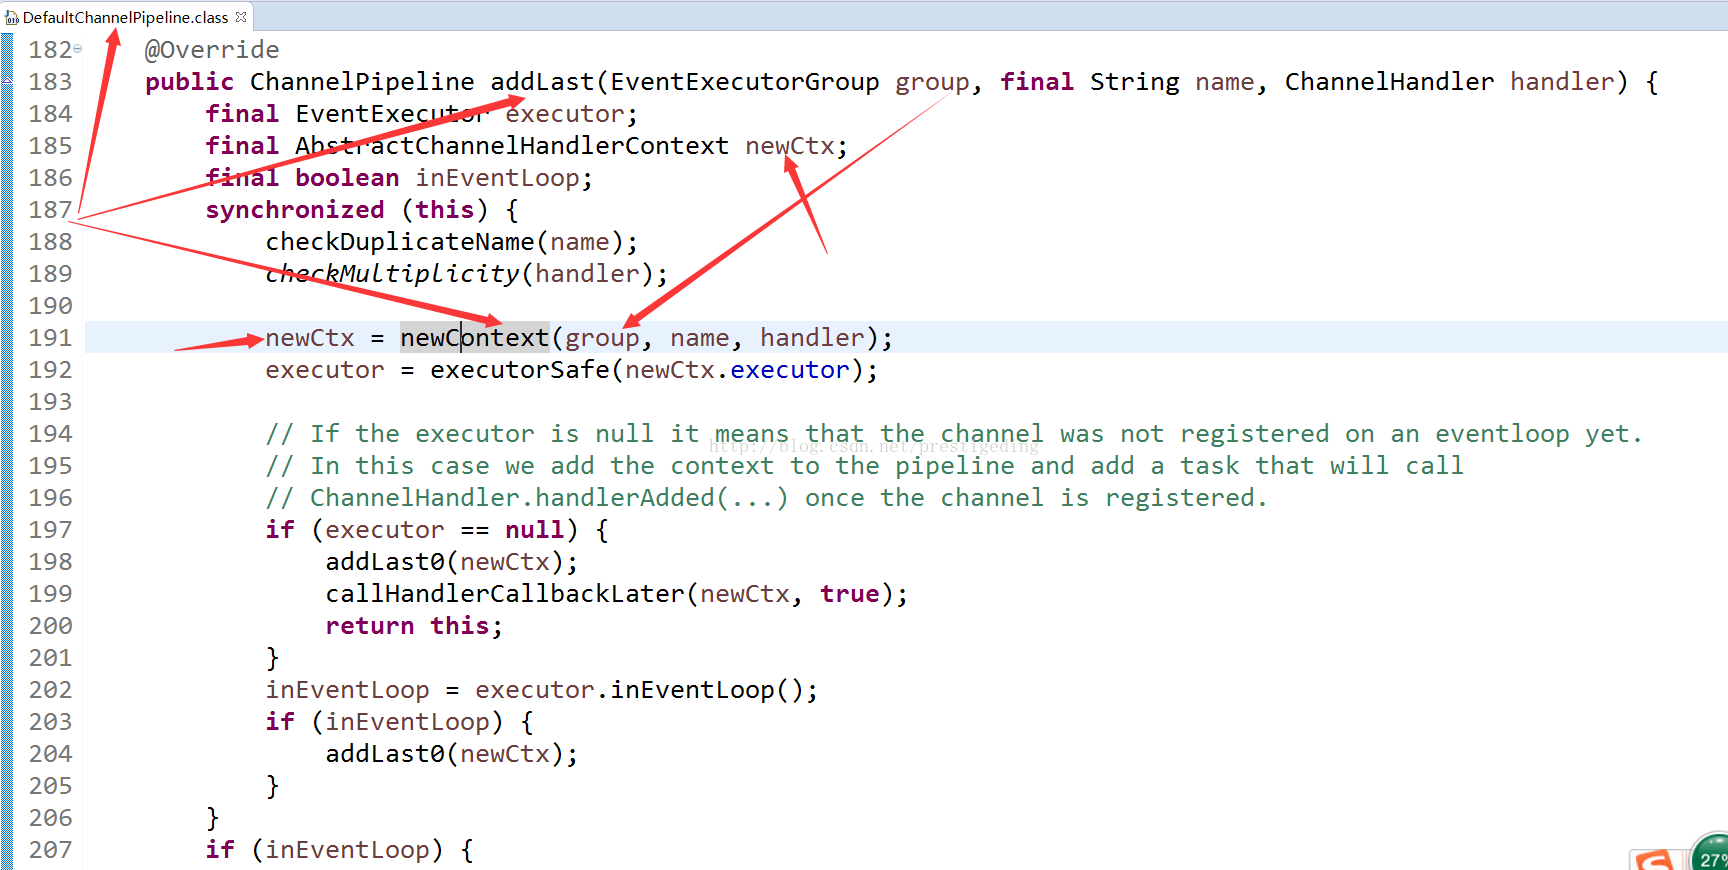 DefaultChannelPipeline.class
182 @Override
183 public ChannelPipeline addLast(EventExecutorGroup group, final String name, ChannelHandler handler) {
184 final EventExecutor executor;
185 final AbstractChannelHandlerContext newCtx;
186 final boolean inEventLoop;
187 synchronized (this) {
188 checkDuplicateName(name);
189 checkMultiplicity(handler);
190
191 newCtx = newContext(group, name, handler);
192 executor = executorSafe(newCtx.executor);
193
194 // If the executor is null it means that the channel was not registered on an eventloop yet.
http://blog.csdn.net/prestigeding
195 // In this case we add the context to the pipeline and add a task that will call
196 // ChannelHandler.handlerAdded(...) once the channel is registered.
197 if (executor == null) {
198 addLast0(newCtx);
199 callHandlerCallbackLater(newCtx, true);
200 return this;
201 }
202 inEventLoop = executor.inEventLoop();
203 if (inEventLoop) {
204 addLast0(newCtx);
205 }
206 }
207 if (inEventLoop) {
27%